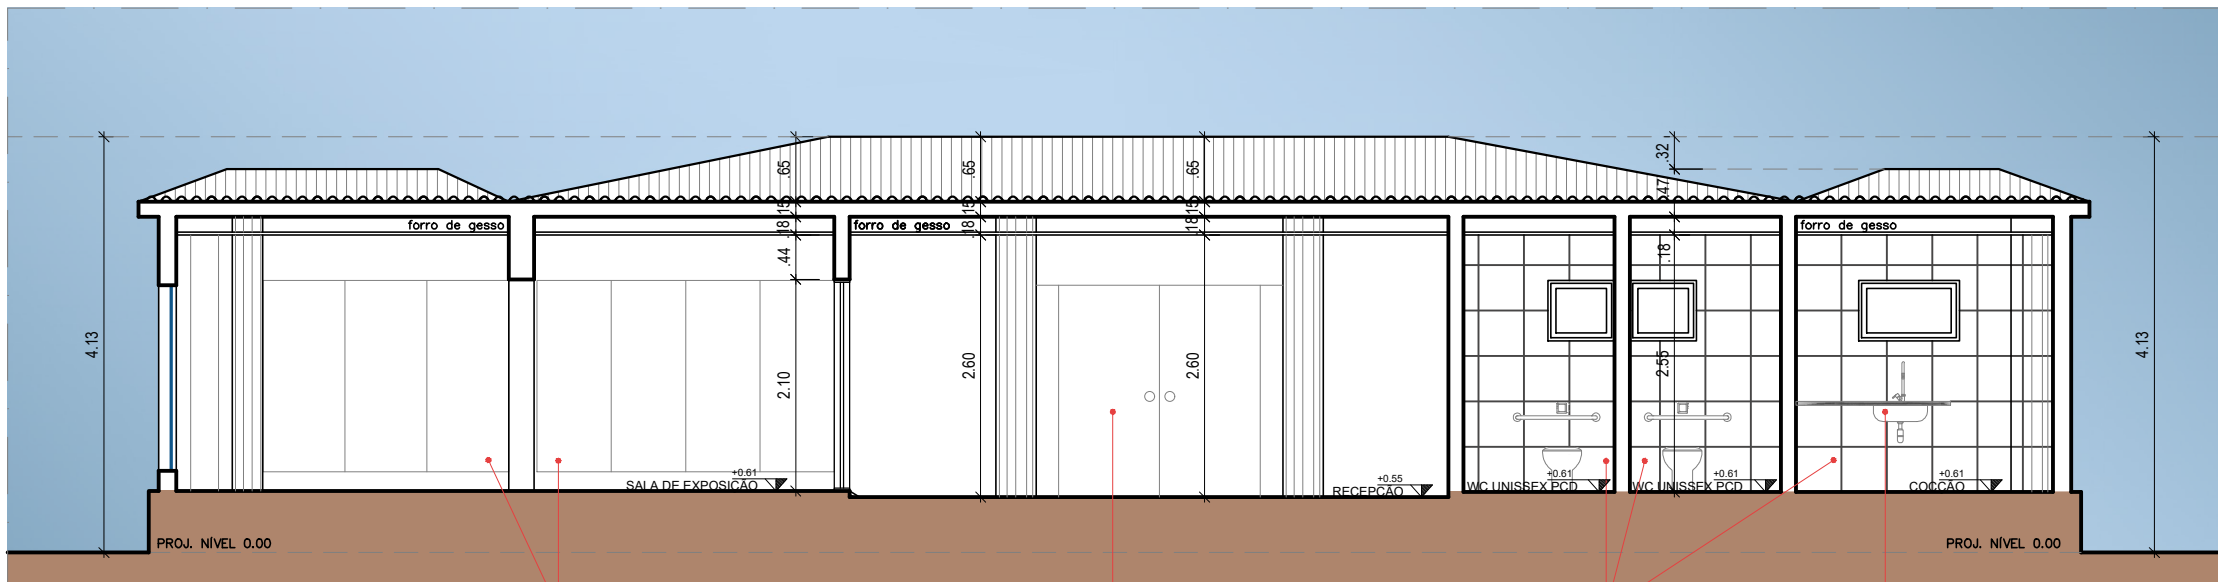 .65
.65
.65
.32
.47
.15
.15
.15
.18
.18
.18
forro de gesso
forro de gesso
forro de gesso
.44
.18
4.13
2.10
2.60
2.60
2.55
4.13
+0.61
SALA DE EXPOSIÇÃO
+0.55
RECEPÇÃO
+0.61
WC UNISSEX PCD
+0.61
WC UNISSEX PCD
+0.61
COCÇÃO
PROJ. NÍVEL 0.00
PROJ. NÍVEL 0.00